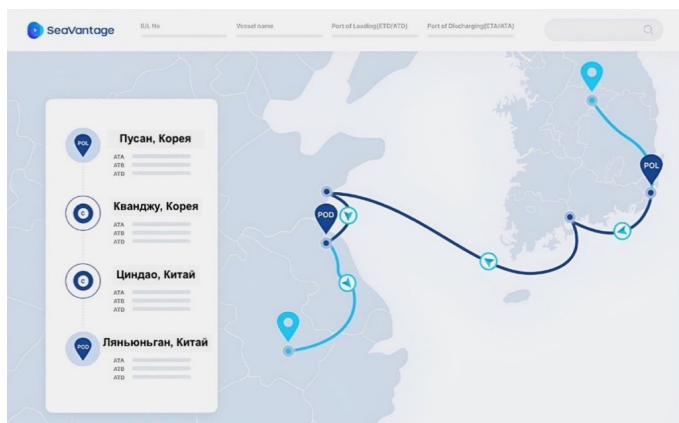 SeaVantage
B/L No
Vessel name
Port of Loading(ETD/ATD)
Port of Discharging(ETA/ATA)
POL
Пусан, Корея
ATA
ATB
ATD
C
Кванджу, Корея
ATA
ATB
ATD
C
Циндао, Китай
ATA
ATB
ATD
POD
Ляньюньган, Китай
ATA
ATB
ATD
POD
POL